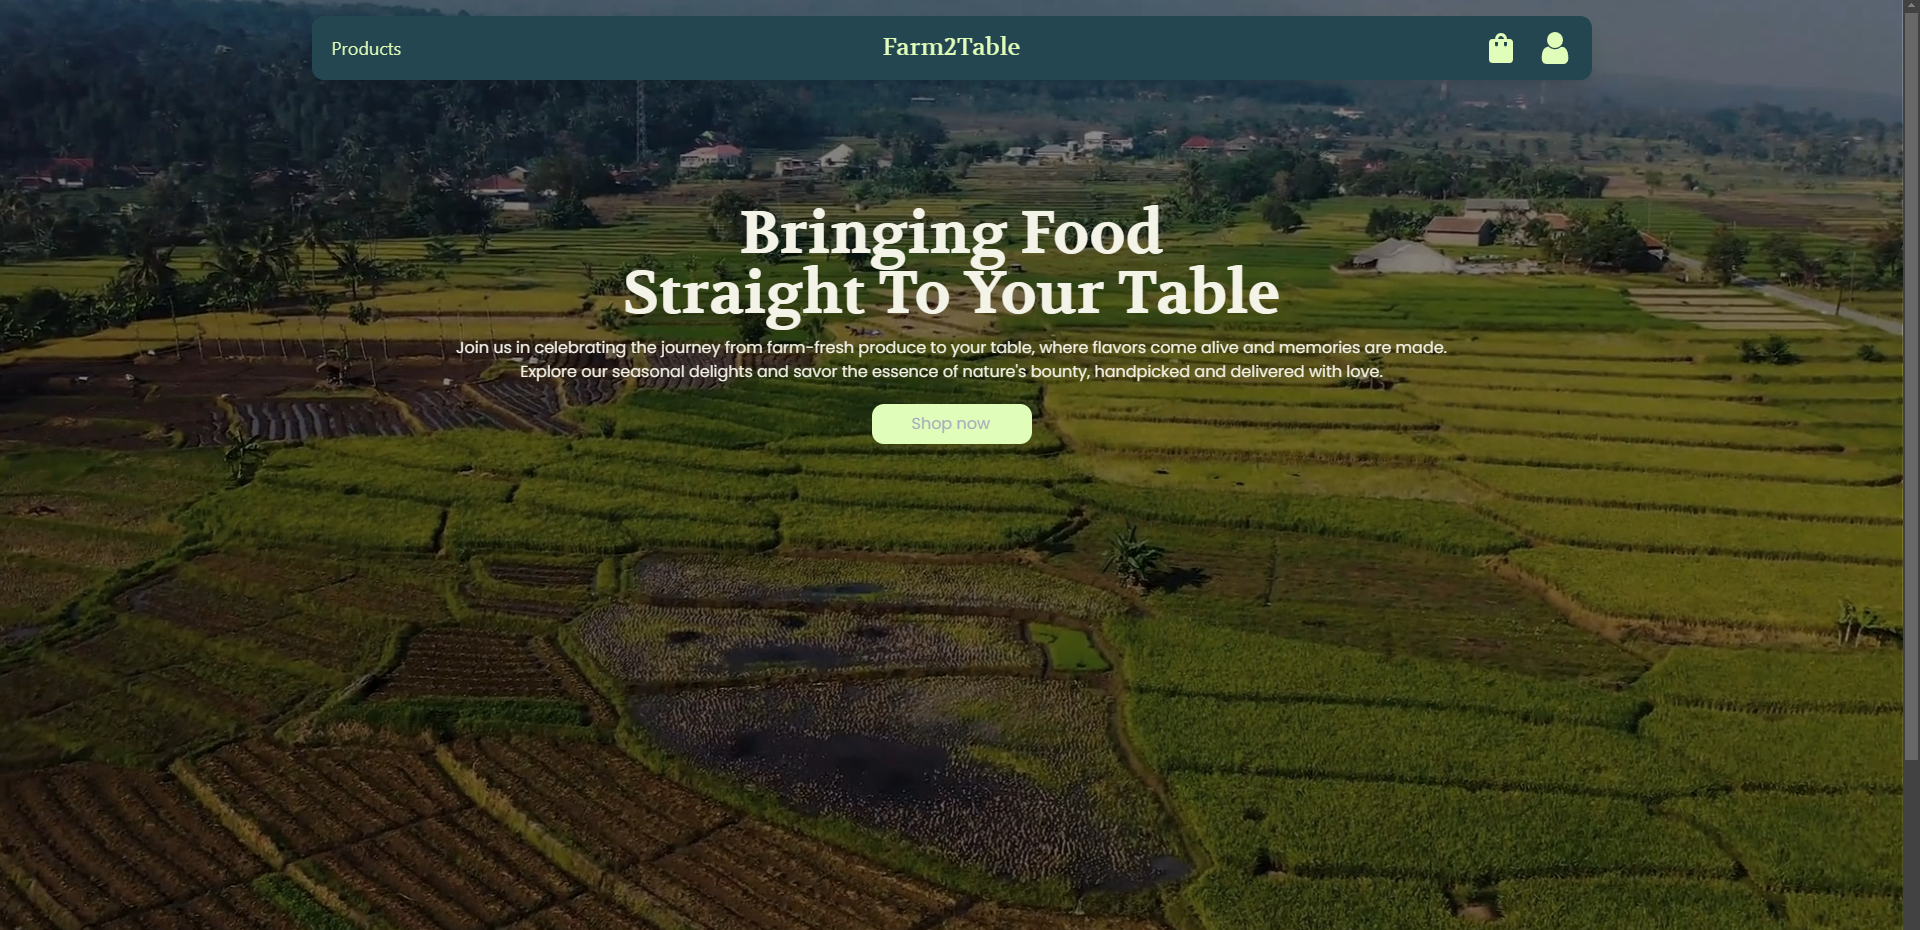 Products
Farm2Table
Bringing Food
Straight To Your Table
Join us in celebrating the journey from farm-fresh produce to your table, where flavors come alive and memories are made.
Explore our seasonal delights and savor the essence of nature's bounty, handpicked and delivered with love.
Shop now